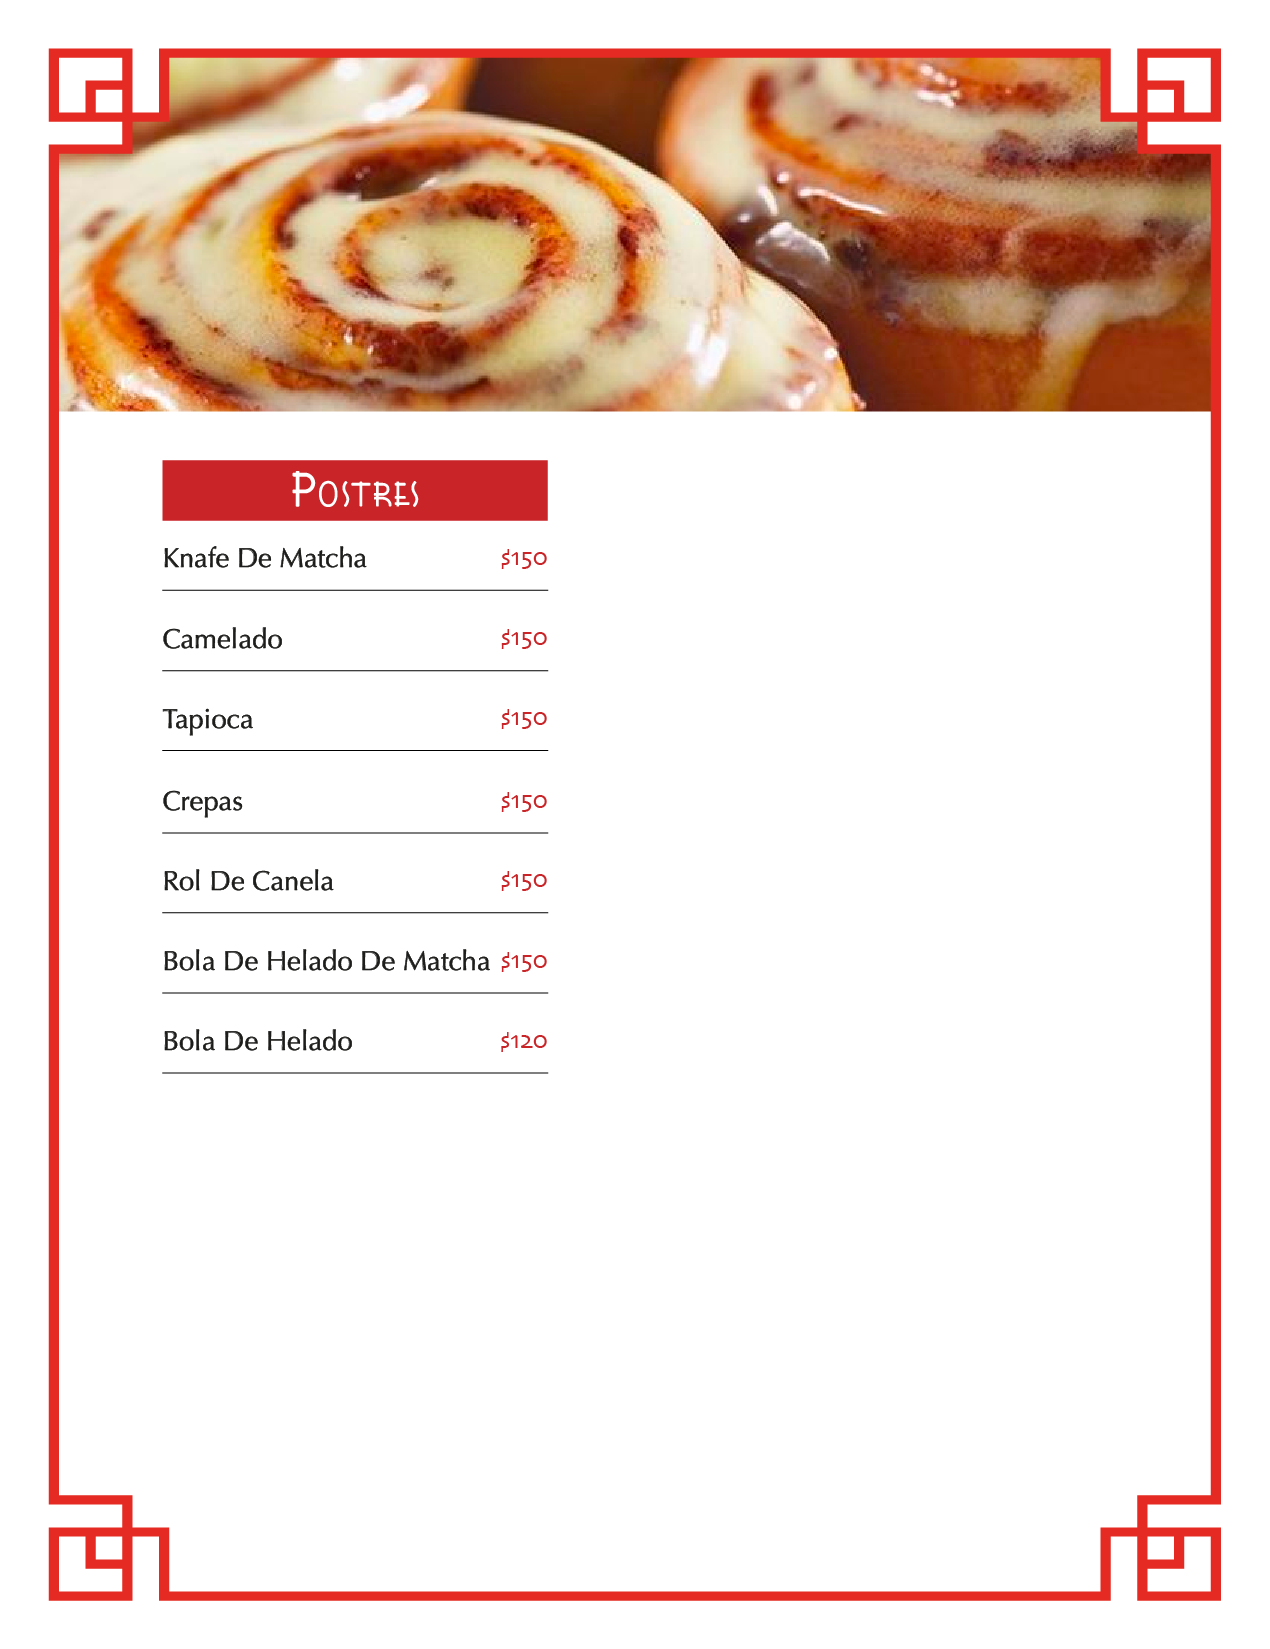 Postres
Knafe De Matcha $150
Camelado $150
Tapioca $150
Crepas $150
Rol De Canela $150
Bola De Helado De Matcha $150
Bola De Helado $120